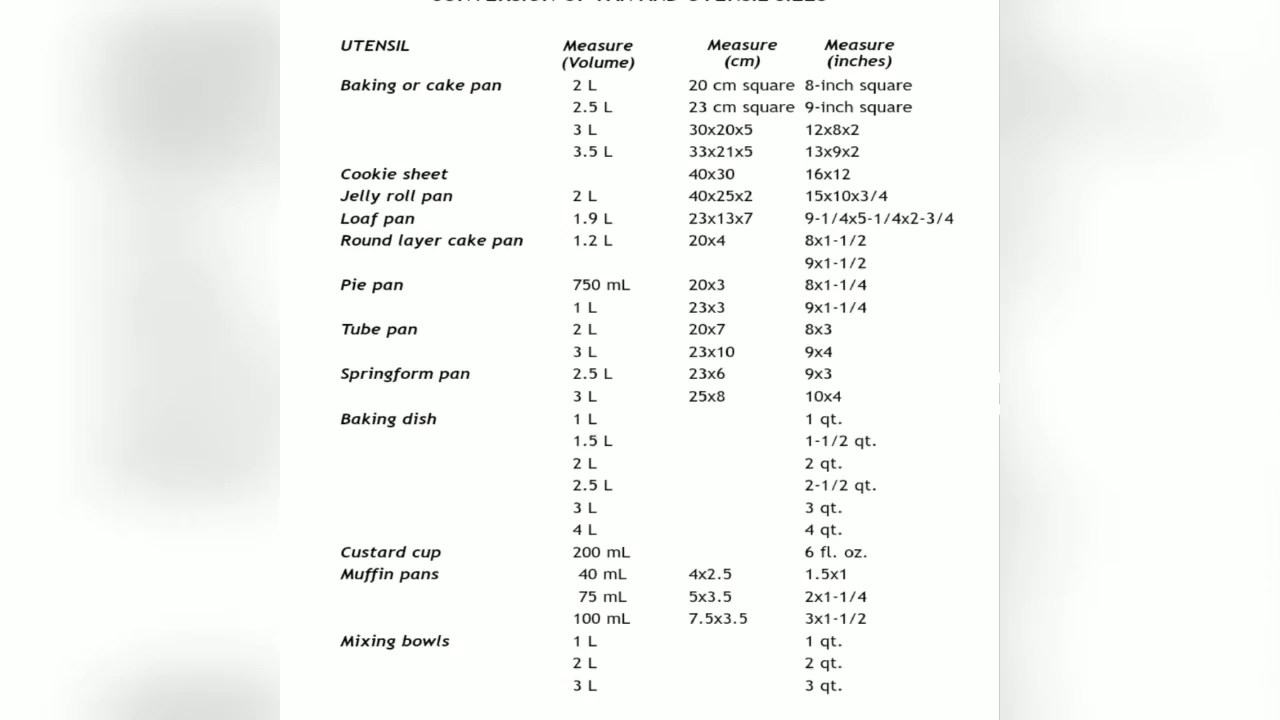 UTENSIL Measure (Volume) Measure (cm) Measure (inches)
Baking or cake pan 2 L 20 cm square 8-inch square
2.5 L 23 cm square 9-inch square
3 L 30x20x5 12x8x2
3.5 L 33x21x5 13x9x2
Cookie sheet 40x30 16x12
Jelly roll pan 2 L 40x25x2 15x10x3/4
Loaf pan 1.9 L 23x13x7 9-1/4x5-1/4x2-3/4
Round layer cake pan 1.2 L 20x4 8x1-1/2
9x1-1/2
Pie pan 750 mL 20x3 8x1-1/4
1 L 23x3 9x1-1/4
Tube pan 2 L 20x7 8x3
3 L 23x10 9x4
Springform pan 2.5 L 23x6 9x3
3 L 25x8 10x4
Baking dish 1 L 1 qt.
1.5 L 1-1/2 qt.
2 L 2 qt.
2.5 L 2-1/2 qt.
3 L 3 qt.
4 L 4 qt.
Custard cup 200 mL 6 fl. oz.
Muffin pans 40 mL 4x2.5 1.5x1
75 mL 5x3.5 2x1-1/4
100 mL 7.5x3.5 3x1-1/2
Mixing bowls 1 L 1 qt.
2 L 2 qt.
3 L 3 qt.